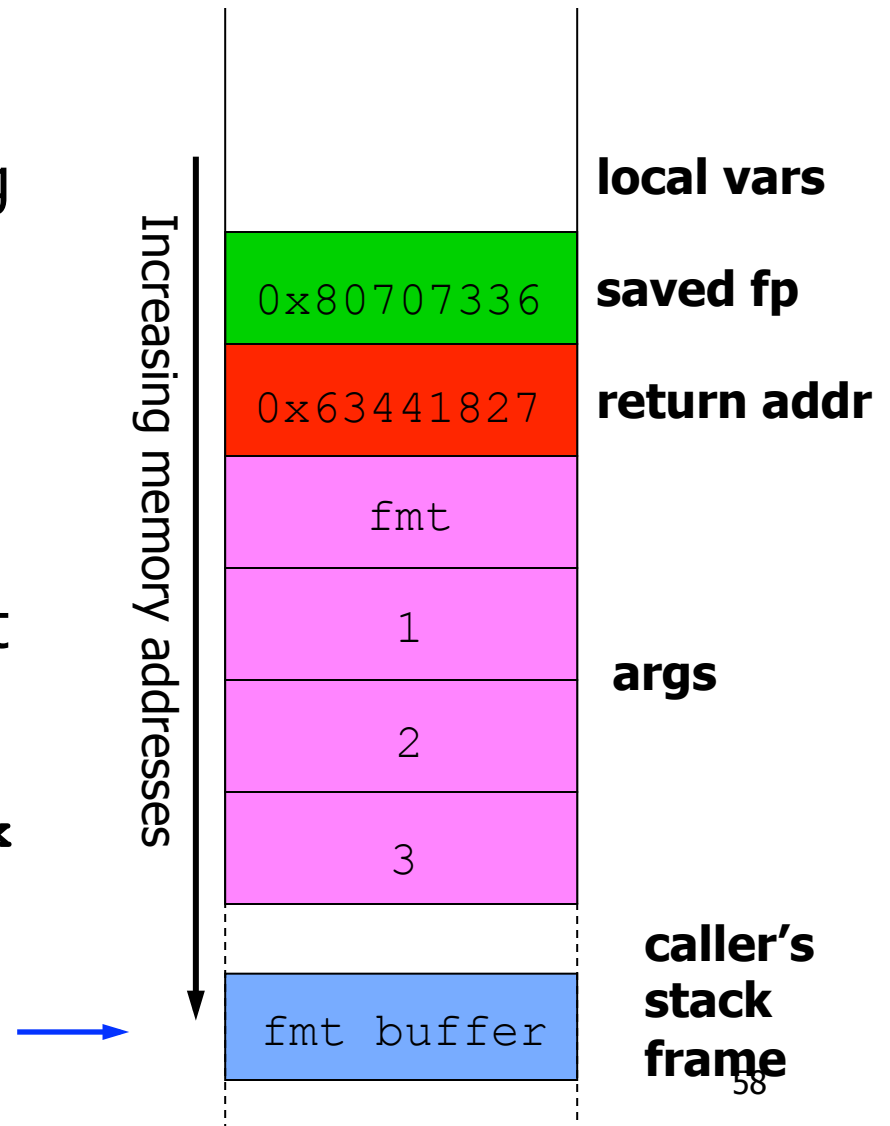 local vars
Increasing memory addresses
0x80707336
saved fp
0x63441827
return addr
fmt
1
args
2
3
caller’s
stack
frame
fmt buffer
58